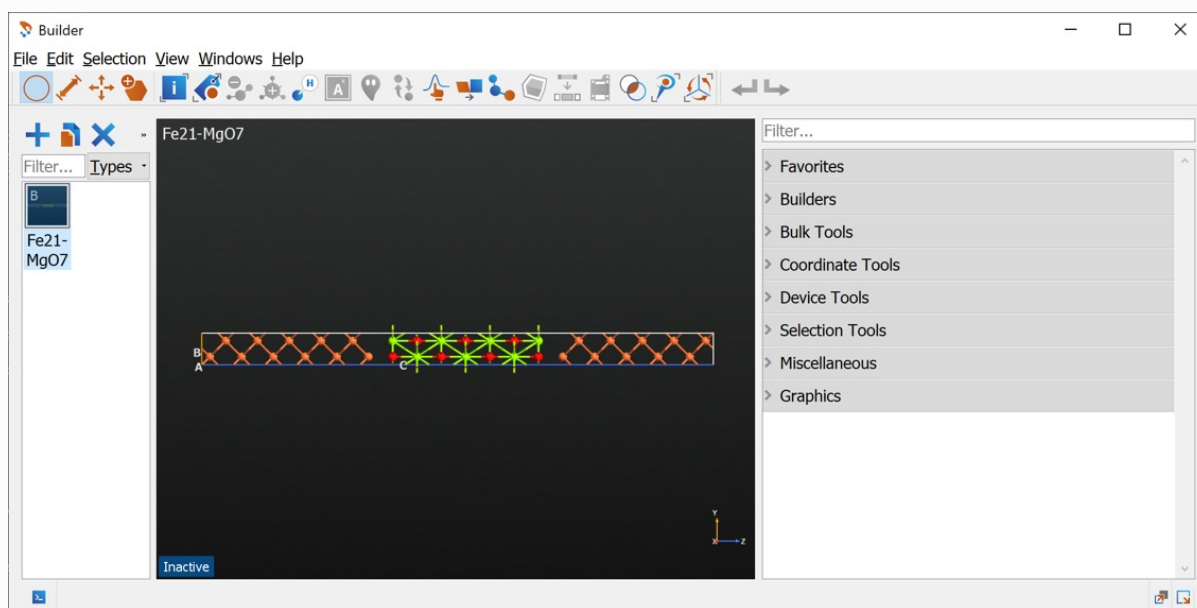 Builder
File Edit Selection View Windows Help
Filter... Types
Fe21-MgO7
B
Fe21-
MgO7
B
A
C
Y
X
Z
Inactive
Filter...
Favorites
Builders
Bulk Tools
Coordinate Tools
Device Tools
Selection Tools
Miscellaneous
Graphics